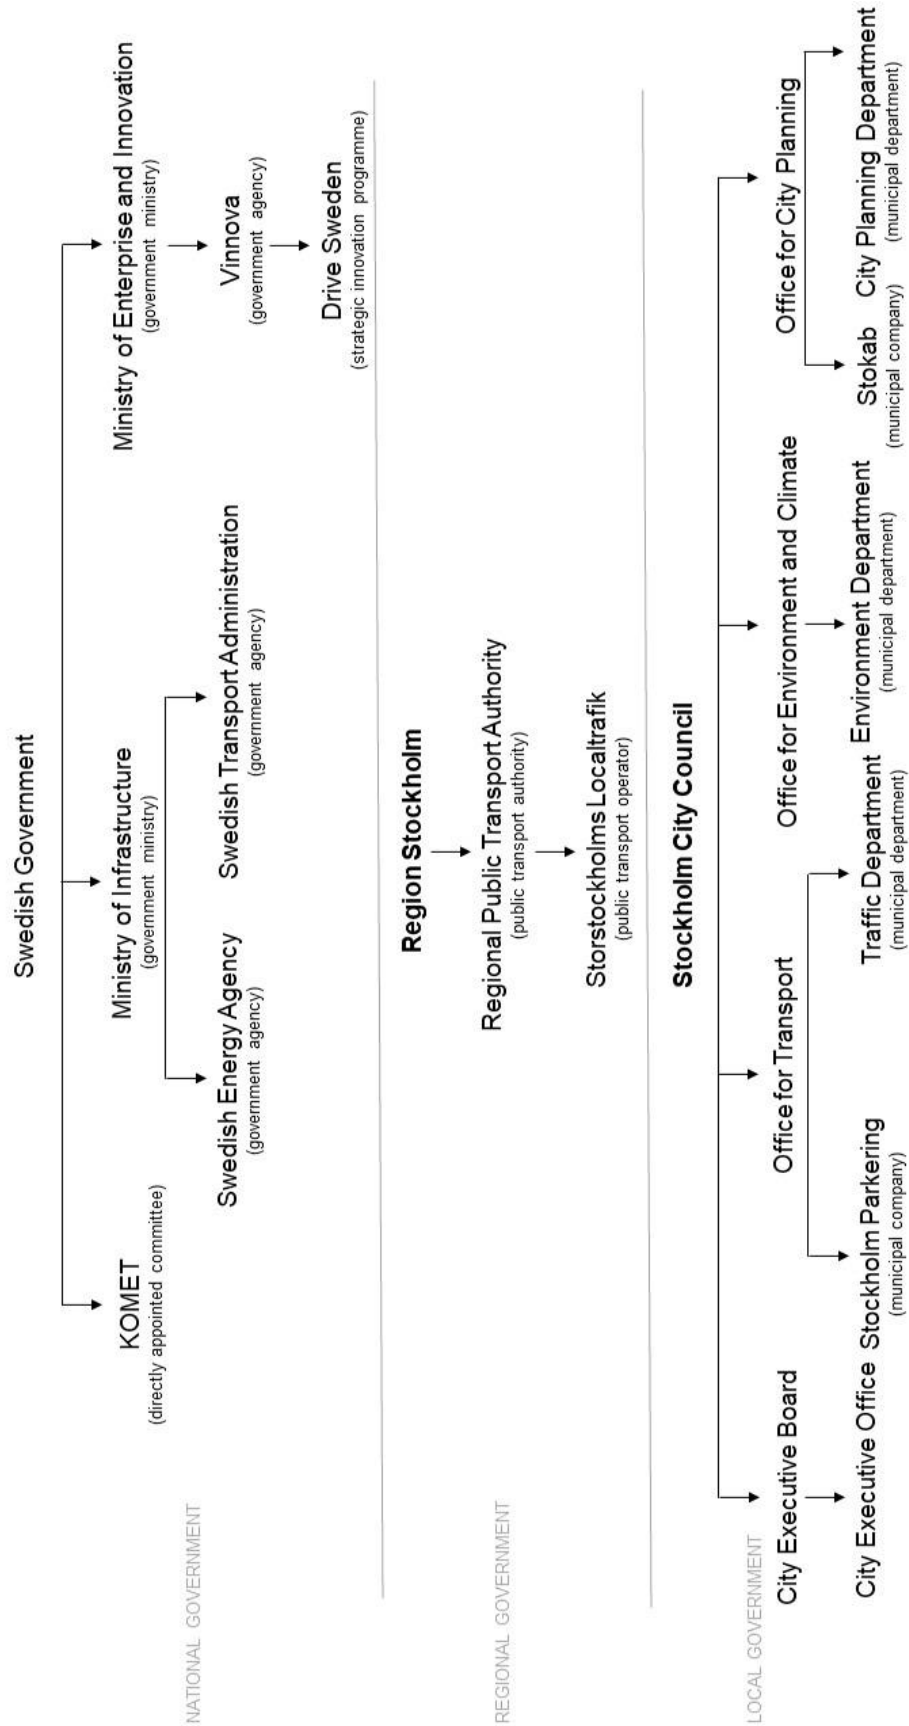 Swedish Government
KOMET
(directly appointed committee)
Ministry of Infrastructure
(government ministry)
Ministry of Enterprise and Innovation
(government ministry)
NATIONAL GOVERNMENT
Swedish Energy Agency
(government agency)
Swedish Transport Administration
(government agency)
Vinnova
(government agency)
Drive Sweden
(strategic innovation programme)
Region Stockholm
REGIONAL GOVERNMENT
Regional Public Transport Authority
(public transport authority)
Storstockholms Localtrafik
(public transport operator)
Stockholm City Council
LOCAL GOVERNMENT
City Executive Board
Office for Transport
Office for Environment and Climate
Office for City Planning
City Executive Office
Stockholm Parkering
(municipal company)
Traffic Department
(municipal department)
Environment Department
(municipal department)
Stokab
(municipal company)
City Planning Department
(municipal department)